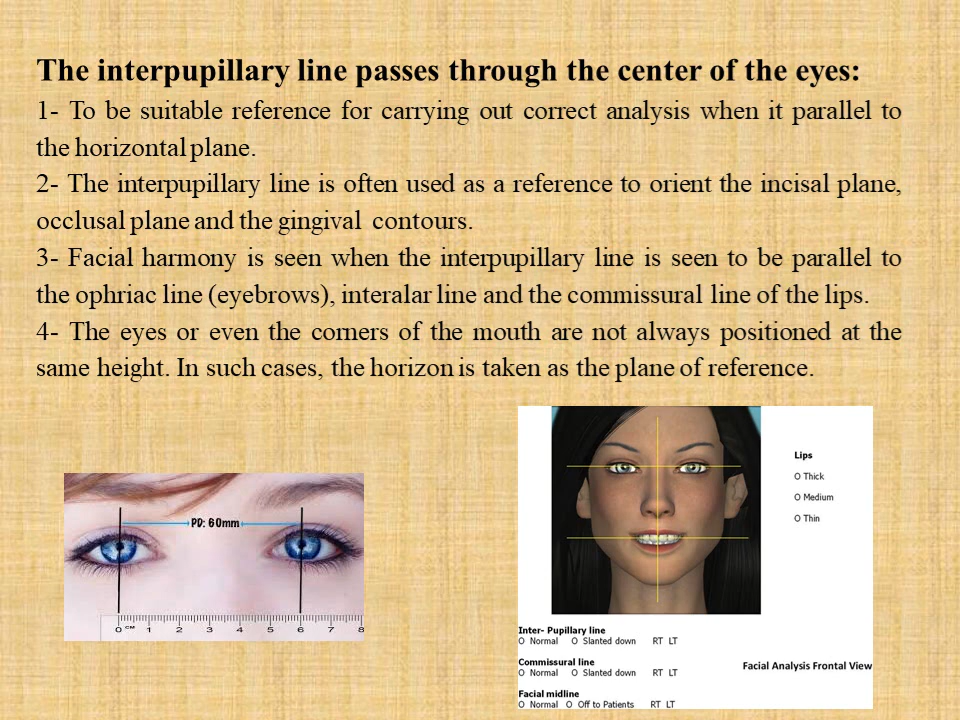 The interpupillary line passes through the center of the eyes:
1- To be suitable reference for carrying out correct analysis when it parallel to
the horizontal plane.
2- The interpupillary line is often used as a reference to orient the incisal plane,
occlusal plane and the gingival contours.
3- Facial harmony is seen when the interpupillary line is seen to be parallel to
the ophriac line (eyebrows), interalar line and the commissural line of the lips.
4- The eyes or even the corners of the mouth are not always positioned at the
same height. In such cases, the horizon is taken as the plane of reference.
PD: 60mm
0 CM 1 2 3 4 5 6 7 8
Lips
O Thick
O Medium
O Thin
Inter- Pupillary line
O Normal O Slanted down RT LT
Commissural line
O Normal O Slanted down RT LT
Facial Analysis Frontal View
Facial midline
O Normal O Off to Patients RT LT